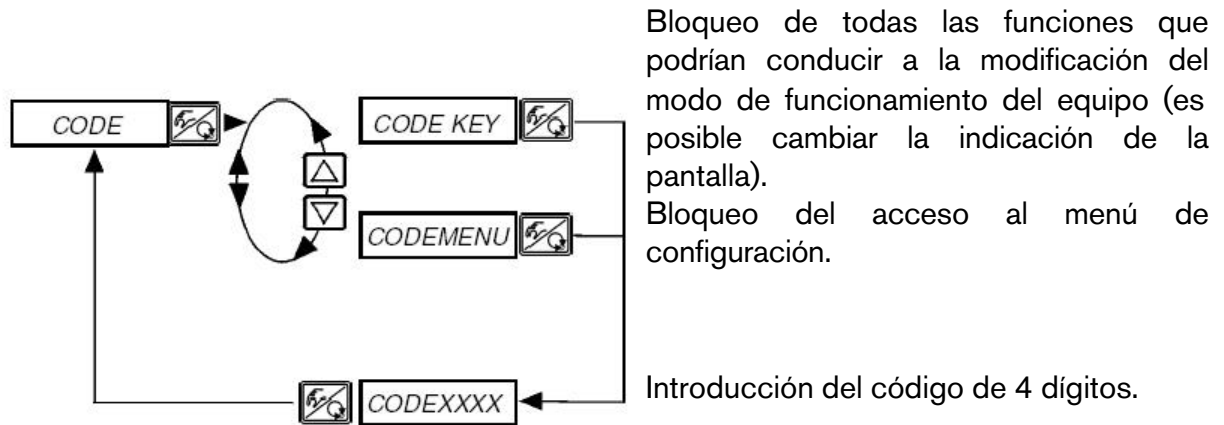 Bloqueo de todas las funciones que
podrían conducir a la modificación del
modo de funcionamiento del equipo (es
posible cambiar la indicación de la
pantalla).
CODE
CODE KEY
Bloqueo del acceso al menú de
configuración.
CODEMENU
Introducción del código de 4 dígitos.
CODEXXXX